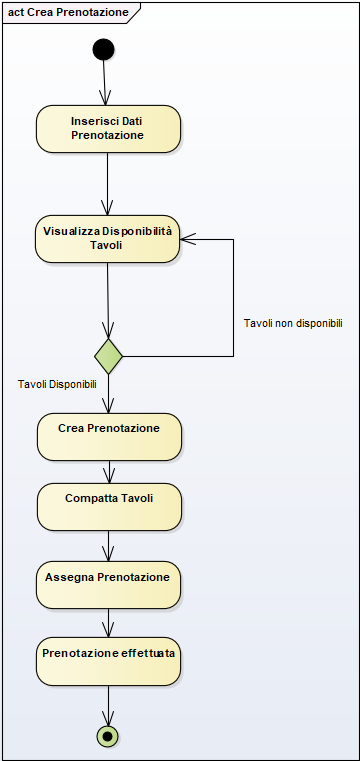 act Crea Prenotazione
Inserisci Dati
Prenotazione
Visualizza Disponibilità
Tavoli
Tavoli non disponibili
Tavoli Disponibili
Crea Prenotazione
Compatta Tavoli
Assegna Prenotazione
Prenotazione effettuata